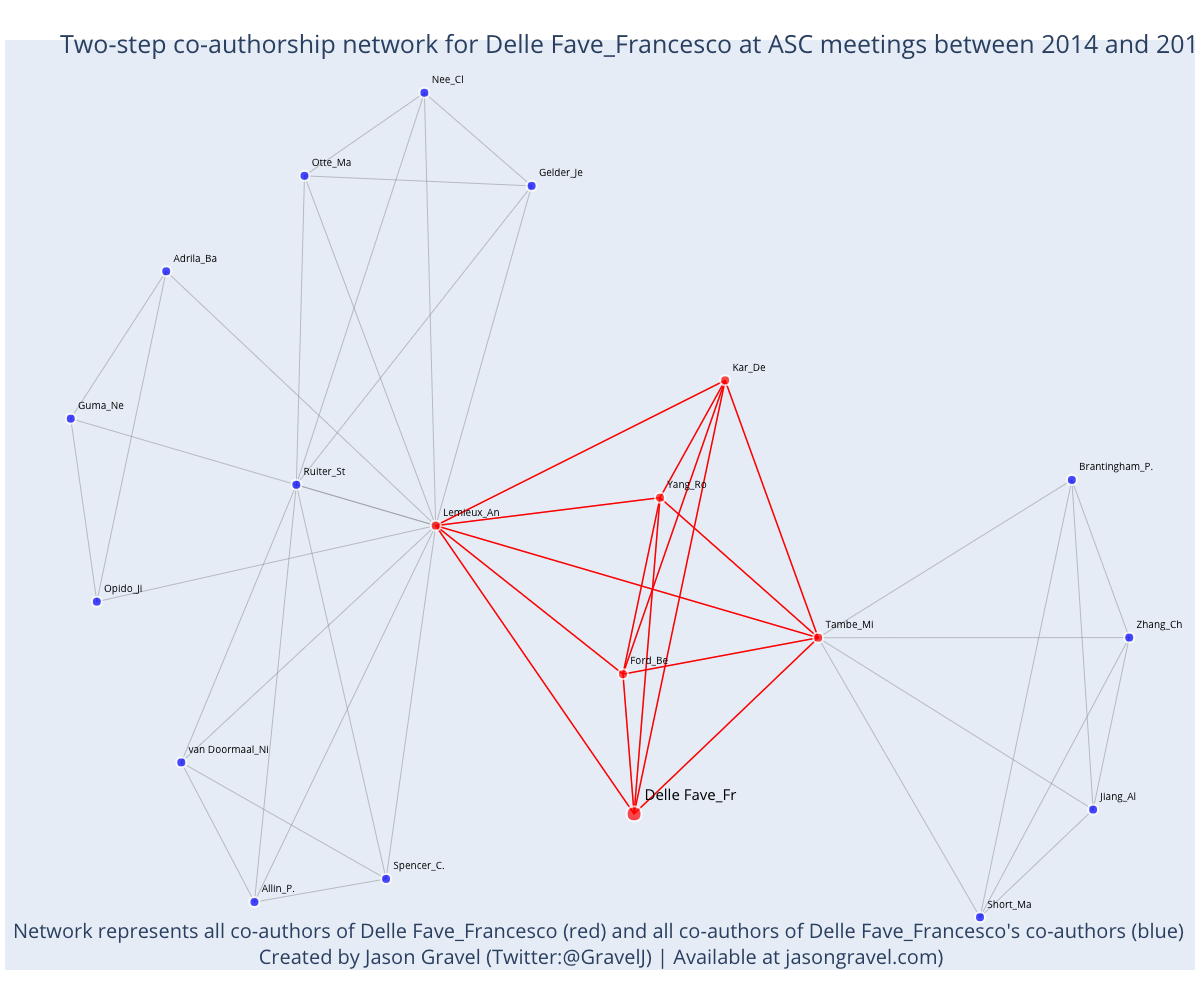 Two-step co-authorship network for Delle Fave_Francesco at ASC meetings between 2014 and 201
Nee_Cl
Otte_Ma
Gelder_Je
Adrila_Ba
Kar_De
Guma_Ne
Brantingham_P.
Ruiter_St
Yang_Ro
Lemieux_An
Opido_Ji
Tambe_Mi
Zhang_Ch
Ford_Be
van Doormaal_Ni
Delle Fave_Fr
Jiang_Al
Spencer_C.
Allin_P.
Short_Ma
Network represents all co-authors of Delle Fave_Francesco (red) and all co-authors of Delle Fave_Francesco's co-authors (blue)
Created by Jason Gravel (Twitter:@GravelJ) | Available at jasongravel.com)